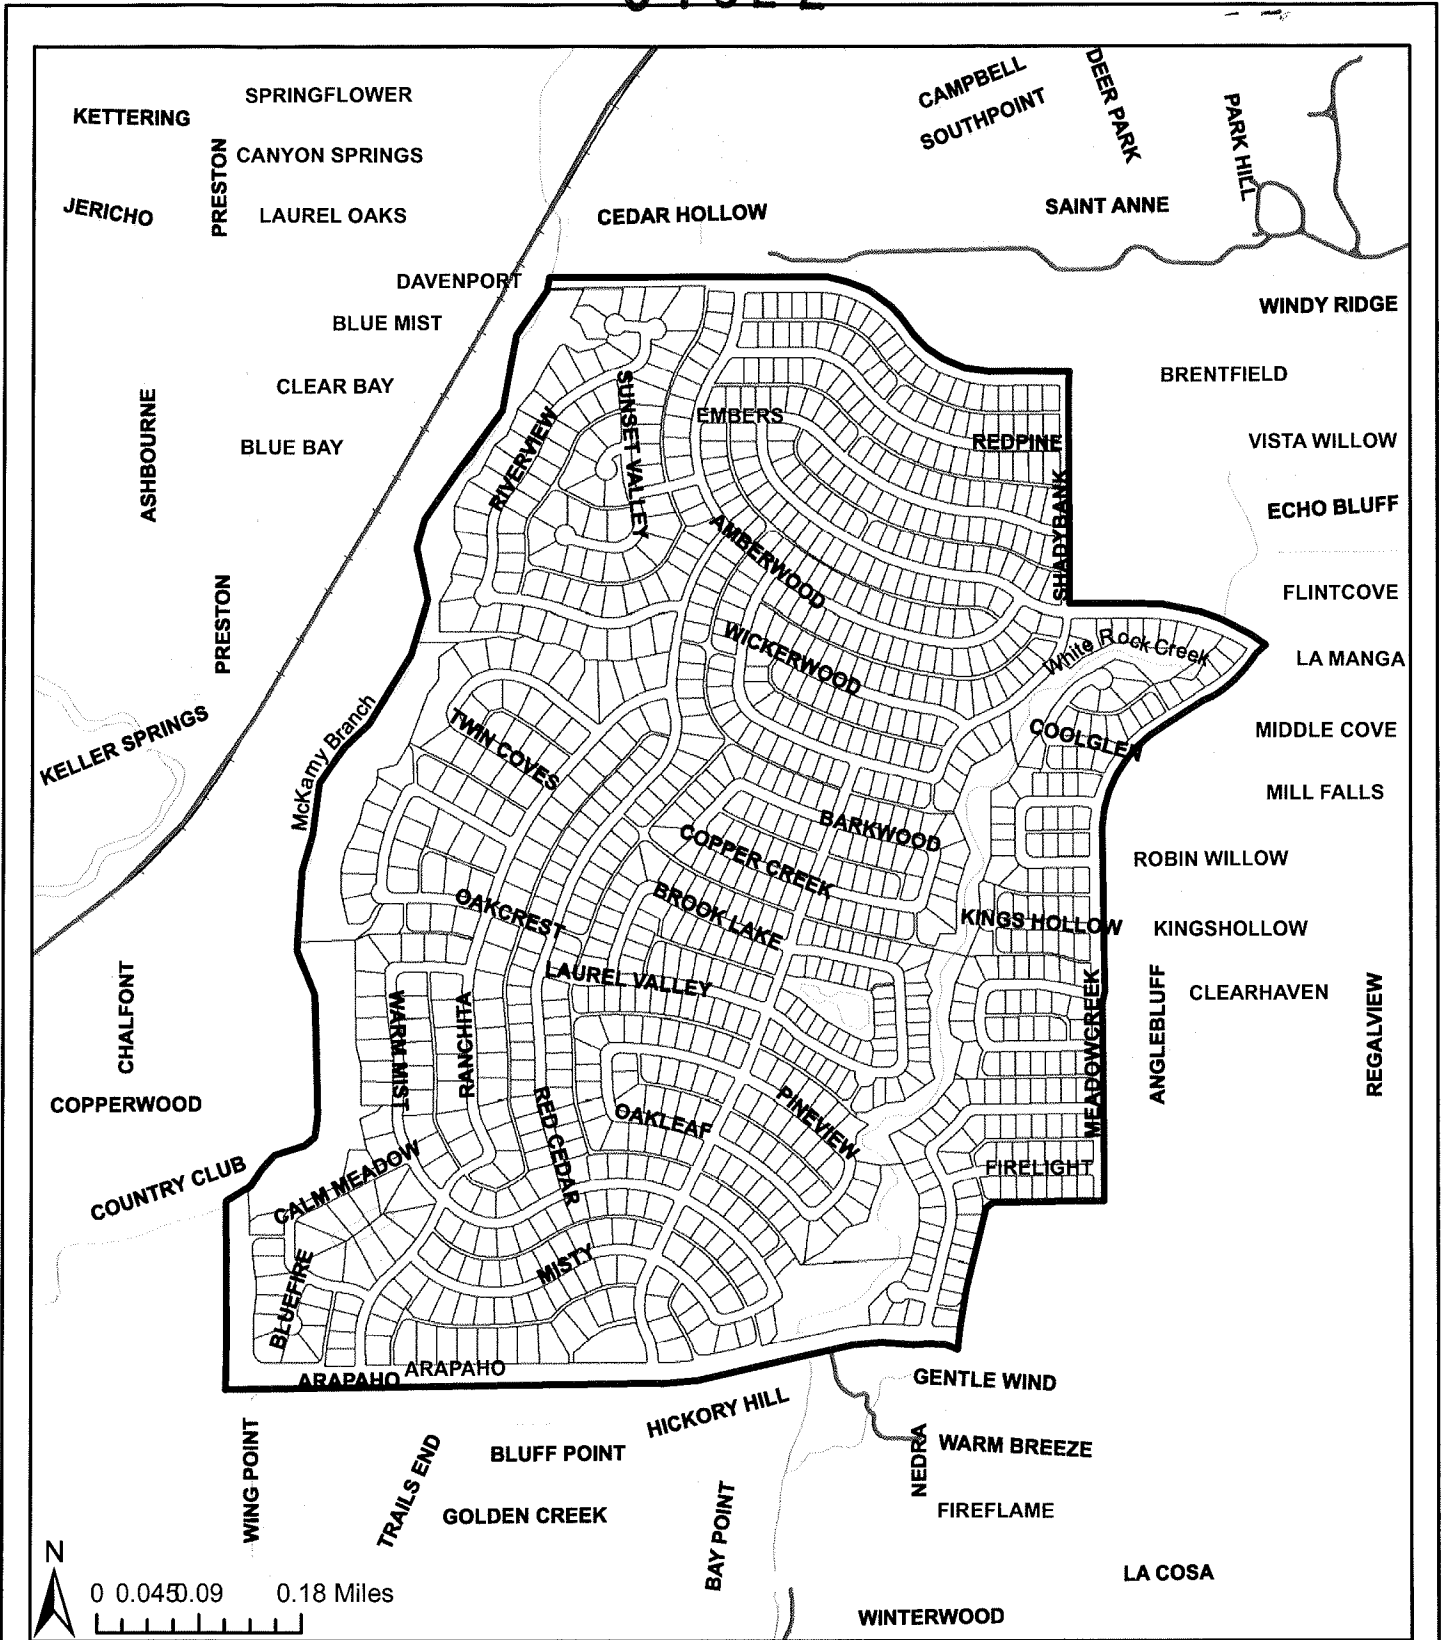 CAMPBELL
DEER PARK
SPRINGFLOWER
KETTERING
SOUTHPOINT
PARK HILL
PRESTON
CANYON SPRINGS
JERICHO
LAUREL OAKS
CEDAR HOLLOW
SAINT ANNE
DAVENPORT
WINDY RIDGE
BLUE MIST
BRENTFIELD
CLEAR BAY
SUNSET VALLEY
EMBERS
ASHBOURNE
BLUE BAY
RIVERVIEW
REDPINE
VISTA WILLOW
SHADYBANK
ECHO BLUFF
AMBERWOOD
FLINTCOVE
PRESTON
WICKERWOOD
White Rock Creek
LA MANGA
KELLER SPRINGS
McKamy Branch
TWIN COVES
COOLGLEN
MIDDLE COVE
MILL FALLS
BARKWOOD
COPPER CREEK
ROBIN WILLOW
BROOK LAKE
OAKCREST
KINGS HOLLOW
KINGSHOLLOW
LAUREL VALLEY
CHALFONT
WARM MIST
RANCHITA
MEADOWCREEK
ANGLEBLUFF
CLEARHAVEN
REGALVIEW
COPPERWOOD
RED CEDAR
OAKLEAF
PINEVIEW
COUNTRY CLUB
CALM MEADOW
FIRELIGHT
BLUEFIRE
MISTY
ARAPAHO
ARAPAHO
GENTLE WIND
HICKORY HILL
WING POINT
TRAILS END
BLUFF POINT
NEDRA
WARM BREEZE
GOLDEN CREEK
BAY POINT
FIREFLAME
N
LA COSA
0 0.045 0.09 0.18 Miles
WINTERWOOD